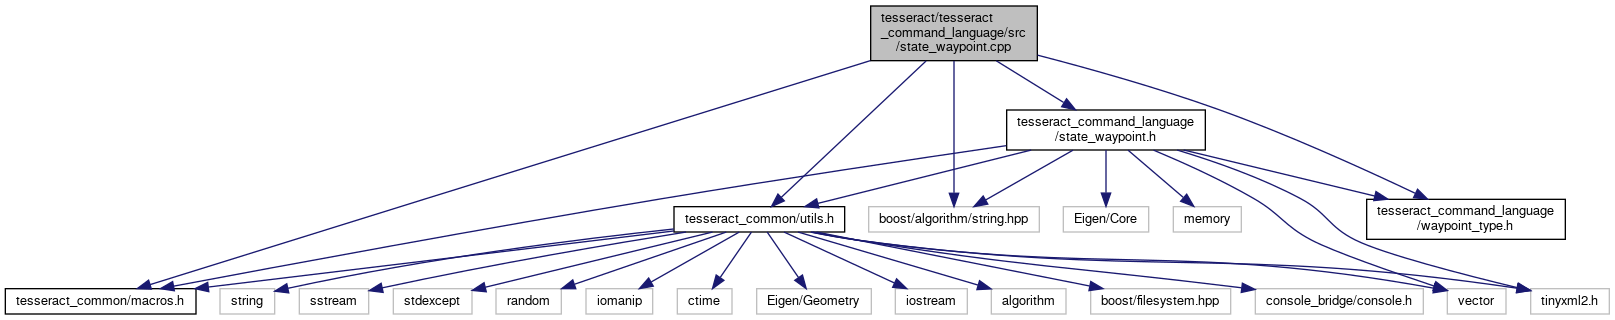 tesseract/tesseract
_command_language/src
/state_waypoint.cpp
tesseract_command_language
/state_waypoint.h
tesseract_common/utils.h
boost/algorithm/string.hpp
Eigen/Core
memory
tesseract_command_language
/waypoint_type.h
tesseract_common/macros.h
string
sstream
stdexcept
random
iomanip
ctime
Eigen/Geometry
iostream
algorithm
boost/filesystem.hpp
console_bridge/console.h
vector
tinyxml2.h